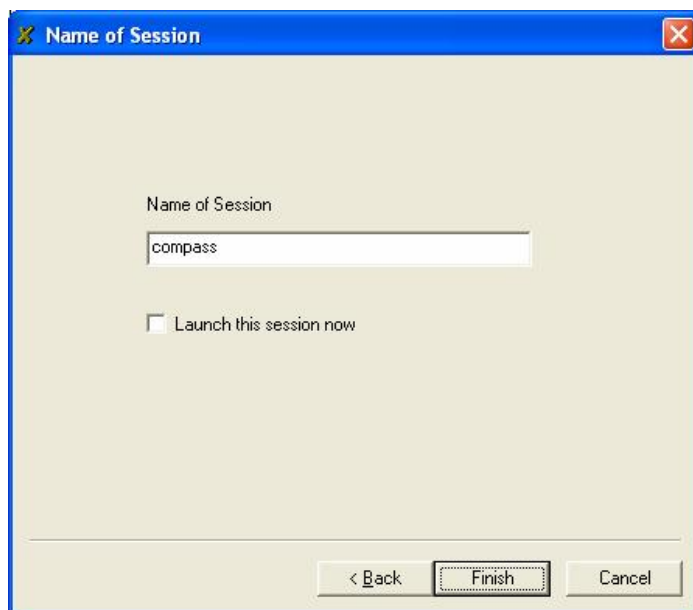 Name of Session
Name of Session
compass
Launch this session now
< Back Finish Cancel